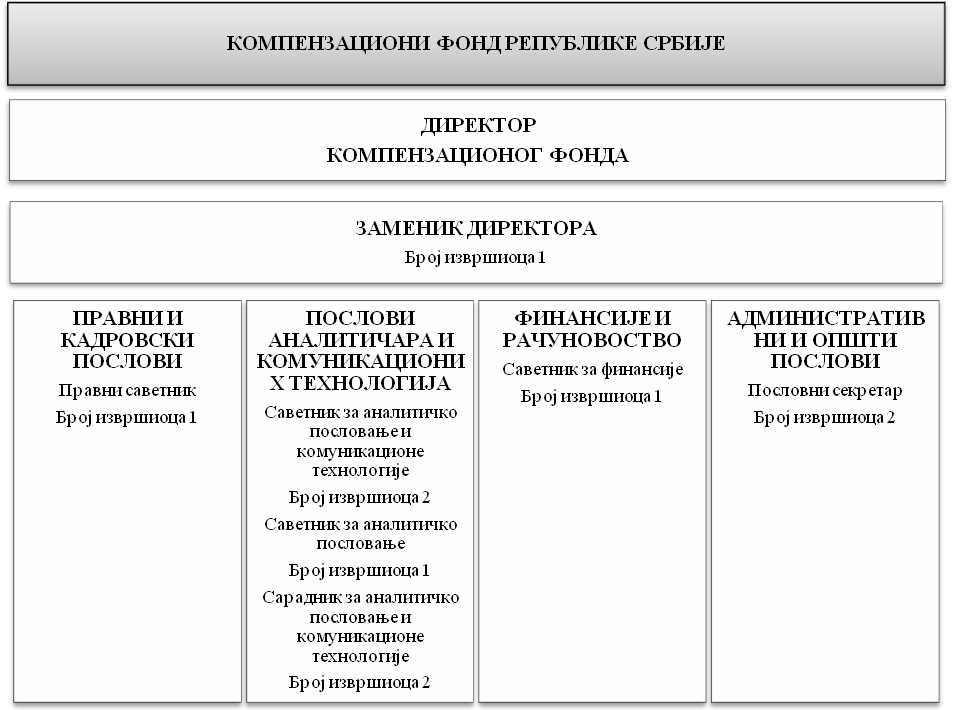 КОМПЕНЗАЦИОНИ ФОНД РЕПУБЛИКЕ СРБИЈЕ
ДИРЕКТОР
КОМПЕНЗАЦИОНОГ ФОНДА
ЗАМЕНИК ДИРЕКТОРА
Број извршиоца 1
ПРАВНИ И
КАДРОВСКИ
ПОСЛОВИ
Правни саветник
Број извршиоца 1
ПОСЛОВИ
АНАЛИТИЧАРА И
КОМУНИКАЦИОНИ
Х ТЕХНОЛОГИЈА
Саветник за аналитичко
пословање и
комуникационе
технологије
Број извршиоца 2
Саветник за аналитичко
пословање
Број извршиоца 1
Сарадник за аналитичко
пословање и
комуникационе
технологије
Број извршиоца 2
ФИНАНСИЈЕ И
РАЧУНОВОСТВО
Саветник за финансије
Број извршиоца 1
АДМИНИСТРАТИВ
НИ И ОПШТИ
ПОСЛОВИ
Пословни секретар
Број извршиоца 2